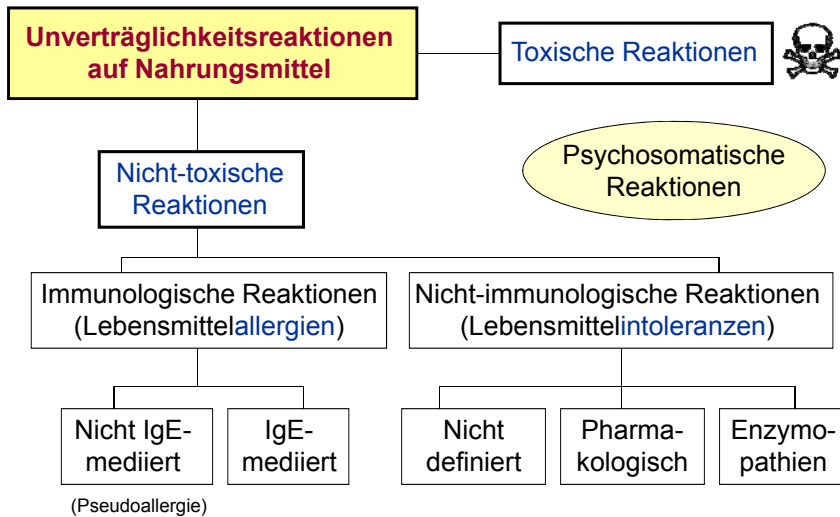 Unverträglichkeitsreaktionen
auf Nahrungsmittel
Toxische Reaktionen
Psychosomatische
Reaktionen
Nicht-toxische
Reaktionen
Immunologische Reaktionen
(Lebensmittelallergien)
Nicht-immunologische Reaktionen
(Lebensmittelintoleranzen)
Nicht IgE-
mediiert
(Pseudoallergie)
IgE-
mediiert
Nicht
definiert
Pharma-
kologisch
Enzymo-
pathien